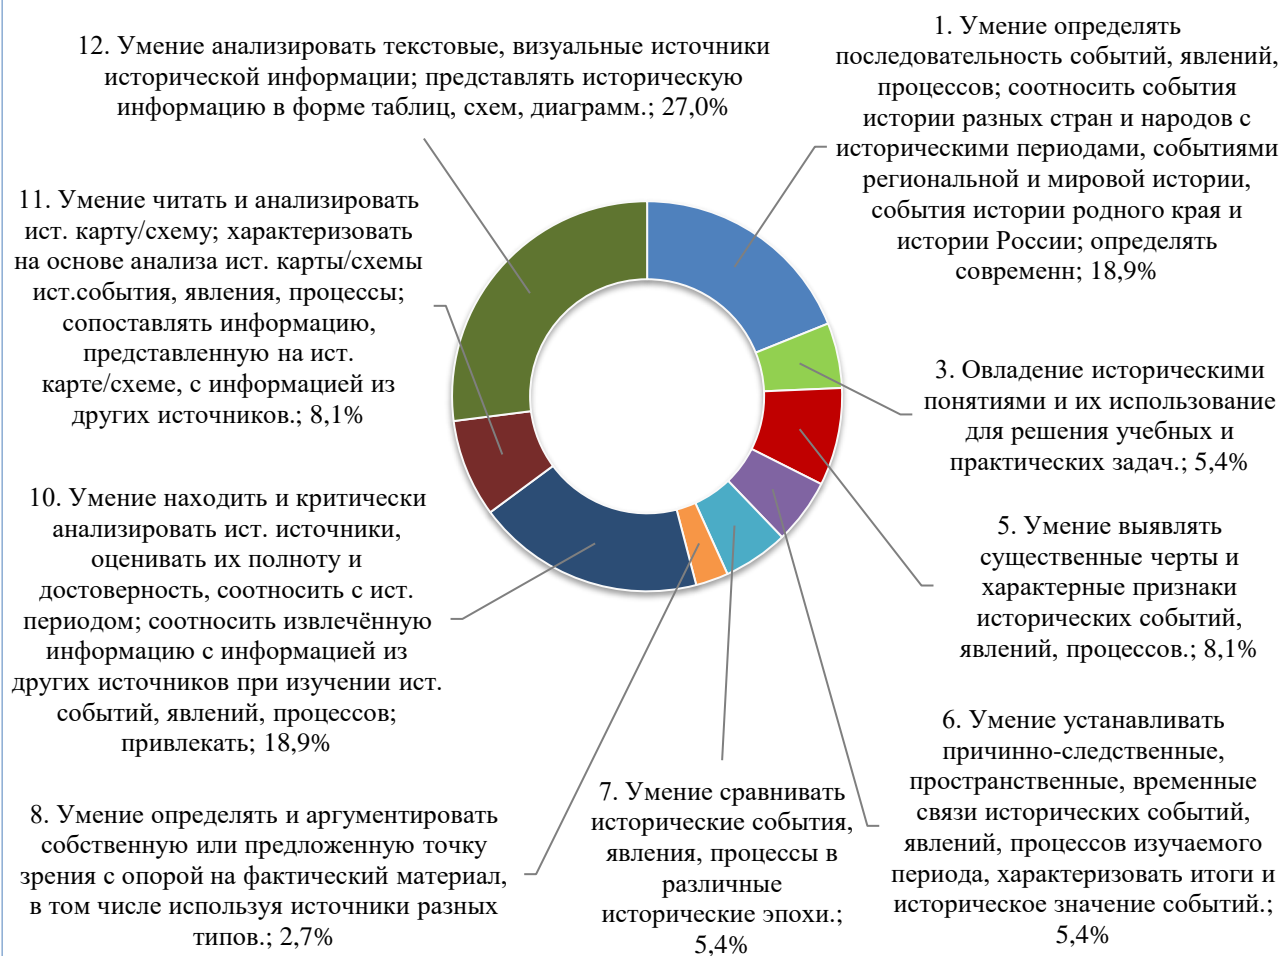 12. Умение анализировать текстовые, визуальные источники
исторической информации; представлять историческую
информацию в форме таблиц, схем, диаграмм.; 27,0%
1. Умение определять
последовательность событий, явлений,
процессов; соотносить события
истории разных стран и народов с
историческими периодами, событиями
региональной и мировой истории,
события истории родного края и
истории России; определять
современн; 18,9%
11. Умение читать и анализировать
ист. карту/схему; характеризовать
на основе анализа ист. карты/схемы
ист.события, явления, процессы;
сопоставлять информацию,
представленную на ист.
карте/схеме, с информацией из
других источников.; 8,1%
3. Овладение историческими
понятиями и их использование
для решения учебных и
практических задач.; 5,4%
10. Умение находить и критически
анализировать ист. источники,
оценивать их полноту и
достоверность, соотносить с ист.
периодом; соотносить извлечённую
информацию с информацией из
других источников при изучении ист.
событий, явлений, процессов;
привлекать; 18,9%
5. Умение выявлять
существенные черты и
характерные признаки
исторических событий,
явлений, процессов.; 8,1%
8. Умение определять и аргументировать
собственную или предложенную точку
зрения с опорой на фактический материал,
в том числе используя источники разных
типов.; 2,7%
7. Умение сравнивать
исторические события,
явления, процессы в
различные
исторические эпохи.;
5,4%
6. Умение устанавливать
причинно-следственные,
пространственные, временные
связи исторических событий,
явлений, процессов изучаемого
периода, характеризовать итоги и
историческое значение событий.;
5,4%